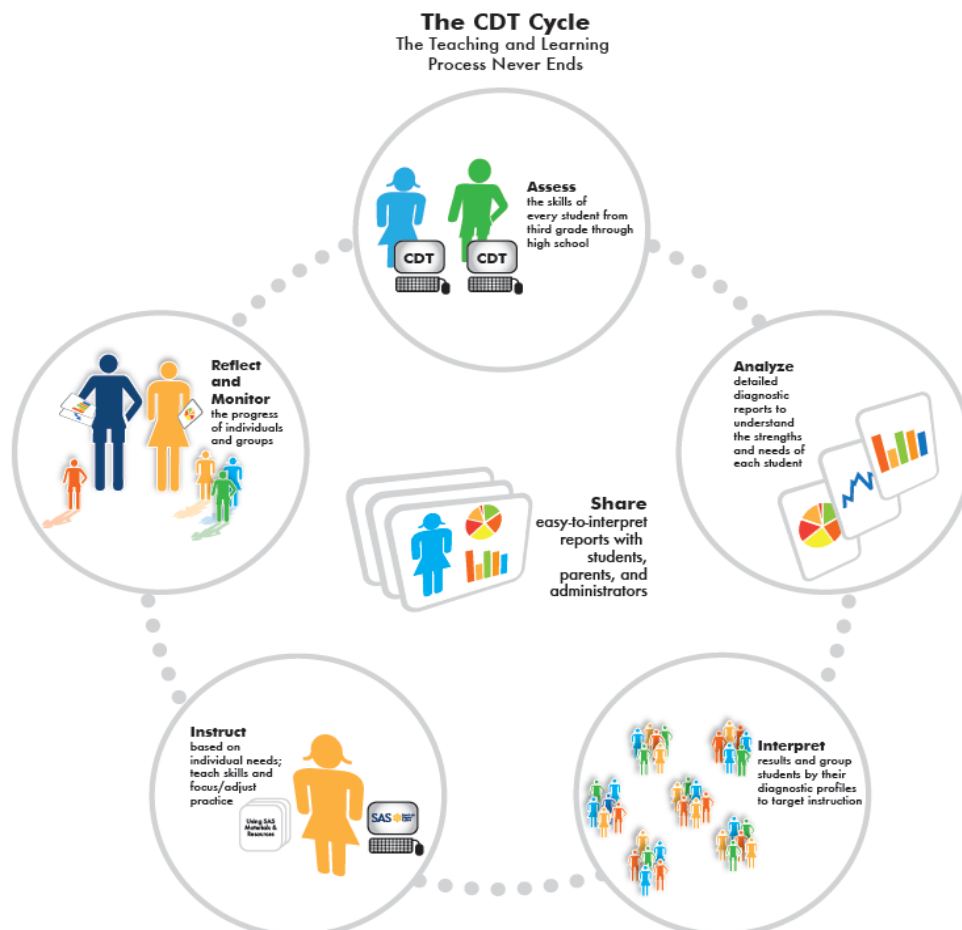 The CDT Cycle
The Teaching and Learning
Process Never Ends
Assess
the skills of
every student from
third grade through
high school
CDT
CDT
Analyze
detailed
diagnostic
reports to
understand
the strengths
and needs of
each student
Interpret
results and group
students by their
diagnostic profiles
to target instruction
Instruct
based on
individual needs;
teach skills and
focus/adjust
practice
Using SAS
Materials &
Resources
SAS
Reflect
and
Monitor
the progress
of individuals
and groups
Share
easy-to-interpret
reports with
students,
parents, and
administrators